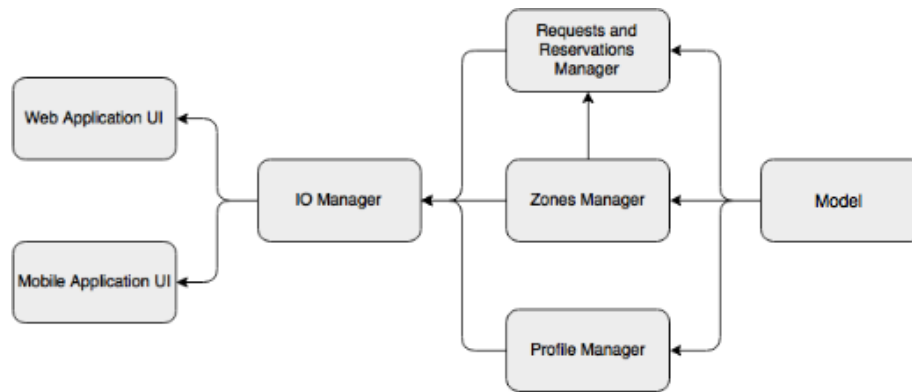 Requests and
Reservations
Manager
Web Application UI
IO Manager
Zones Manager
Model
Mobile Application UI
Profile Manager